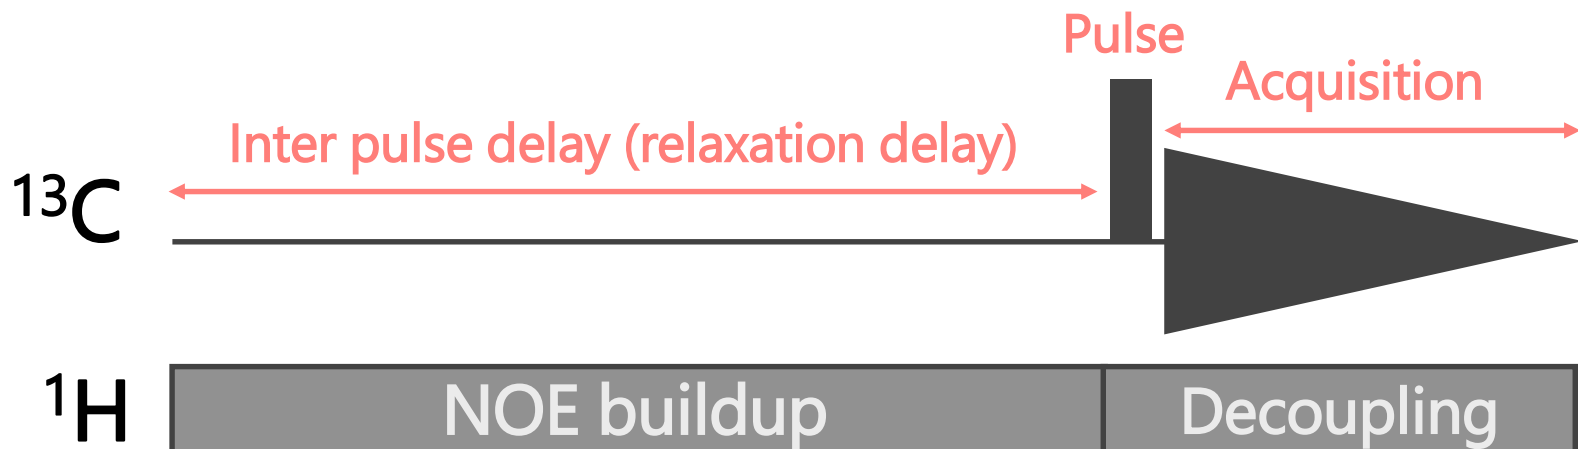 Pulse
Acquisition
Inter pulse delay (relaxation delay)
¹³C
¹H
NOE buildup
Decoupling